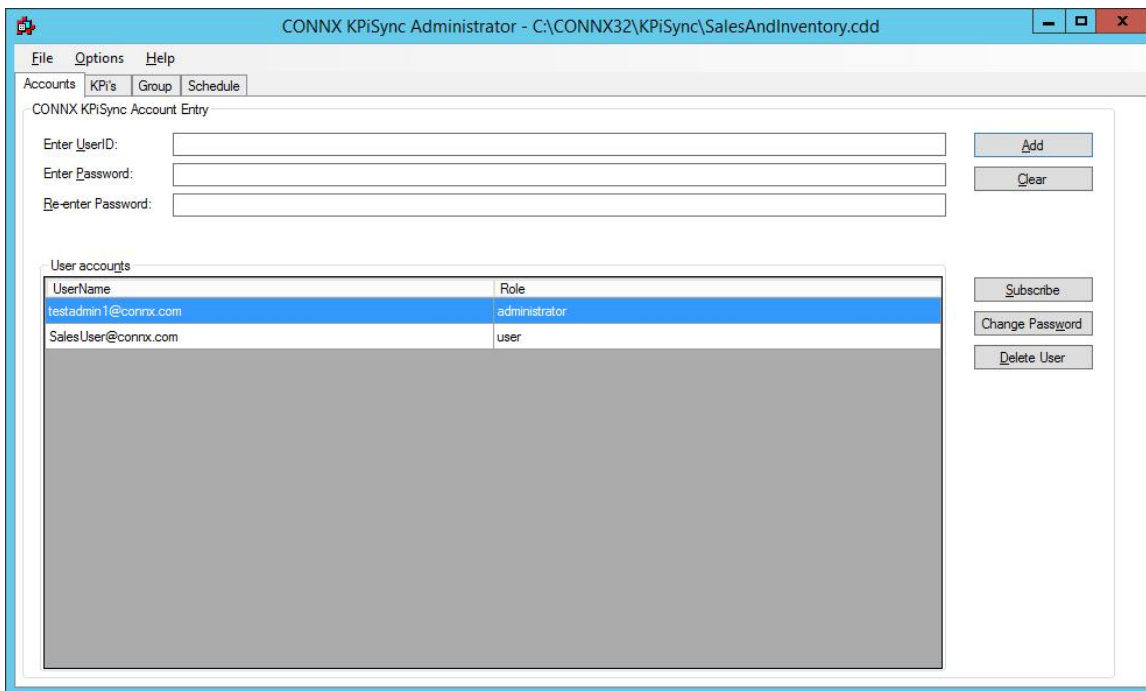 CONNX KPiSync Administrator - C:\CONNX32\KPiSync\SalesAndInventory.cdd
File Options Help
Accounts KPi's Group Schedule
CONNX KPiSync Account Entry
Enter UserID:
Add
Enter Password:
Clear
Re-enter Password:
User accounts
UserName Role
Subscribe
testadmin1@connx.com administrator
Change Password
SalesUser@connx.com user
Delete User